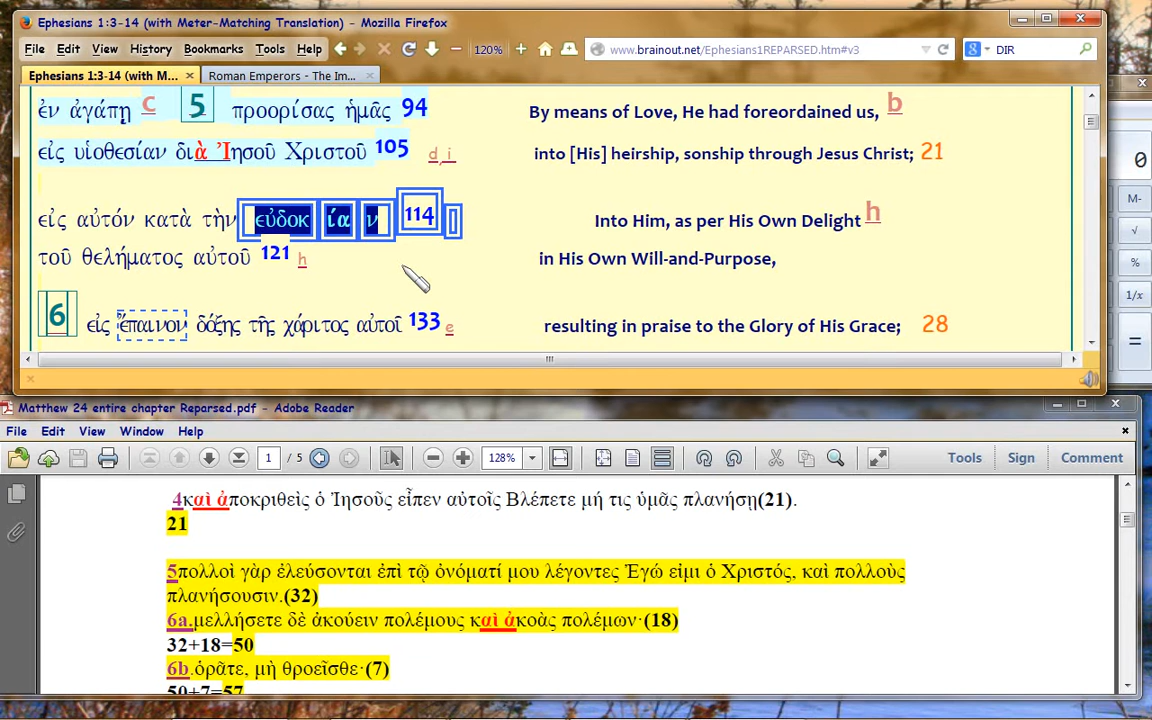 Ephesians 1:3-14 (with Meter-Matching Translation) - Mozilla Firefox
File Edit View History Bookmarks Tools Help 120% www.brainout.net/Ephesians1REPARSED.htm#v3 DIR
Ephesians 1:3-14 (with M... Roman Emperors - The Im...
ἐν ἀγάπῃ c 5 προορίσας ἡμᾶς 94 By means of Love, He had foreordained us, b
εἰς υἱοθεσίαν διὰ Ἰησοῦ Χριστοῦ 105 d,i into [His] heirship, sonship through Jesus Christ; 21
εἰς αὐτόν κατὰ τὴν εὐδοκίαν 114 Into Him, as per His Own Delight h
τοῦ θελήματος αὐτοῦ 121 h in His Own Will-and-Purpose,
6 εἰς ἔπαινον δόξης τῆς χάριτος αὐτοῖ 133 e resulting in praise to the Glory of His Grace; 28
0
M-
√
%
1/x
=
Matthew 24 entire chapter Reparsed.pdf - Adobe Reader
File Edit View Window Help
1 / 5 128% Tools Sign Comment
4καὶ ἀποκριθεὶς ὁ Ἰησοῦς εἶπεν αὐτοῖς Βλέπετε μή τις ὑμᾶς πλανήσῃ(21).
21
5πολλοὶ γὰρ ἐλεύσονται ἐπὶ τῷ ὀνόματί μου λέγοντες Ἐγώ εἰμι ὁ Χριστός, καὶ πολλοὺς
πλανήσουσιν.(32)
6a.μελλήσετε δὲ ἀκούειν πολέμους καὶ ἀκοὰς πολέμων·(18)
32+18=50
6b.ὁρᾶτε, μὴ θροεῖσθε·(7)
50+7=57